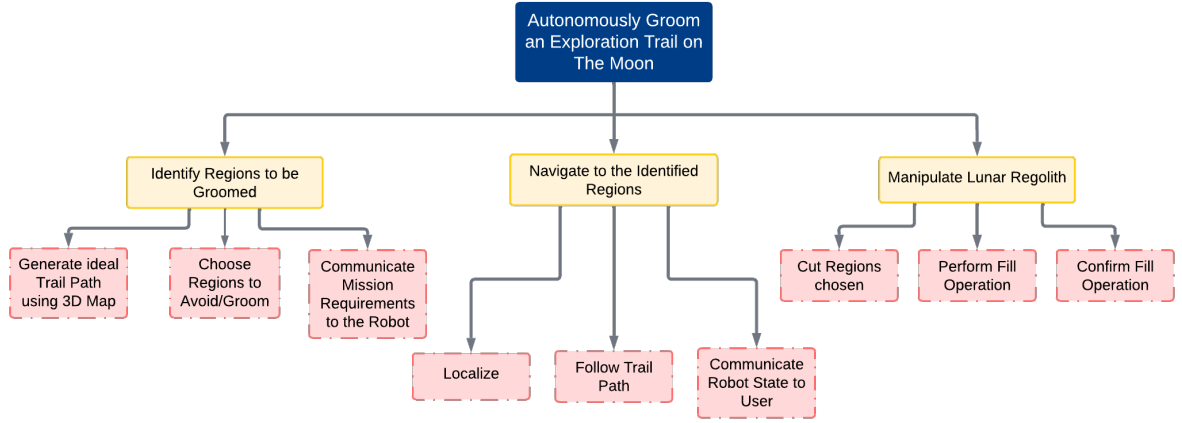 Autonomously Groom
an Exploration Trail on
The Moon
Identify Regions to be
Groomed
Navigate to the Identified
Regions
Manipulate Lunar Regolith
Generate ideal
Trail Path
using 3D Map
Choose
Regions to
Avoid/Groom
Communicate
Mission
Requirements
to the Robot
Localize
Follow Trail
Path
Communicate
Robot State to
User
Cut Regions
chosen
Perform Fill
Operation
Confirm Fill
Operation